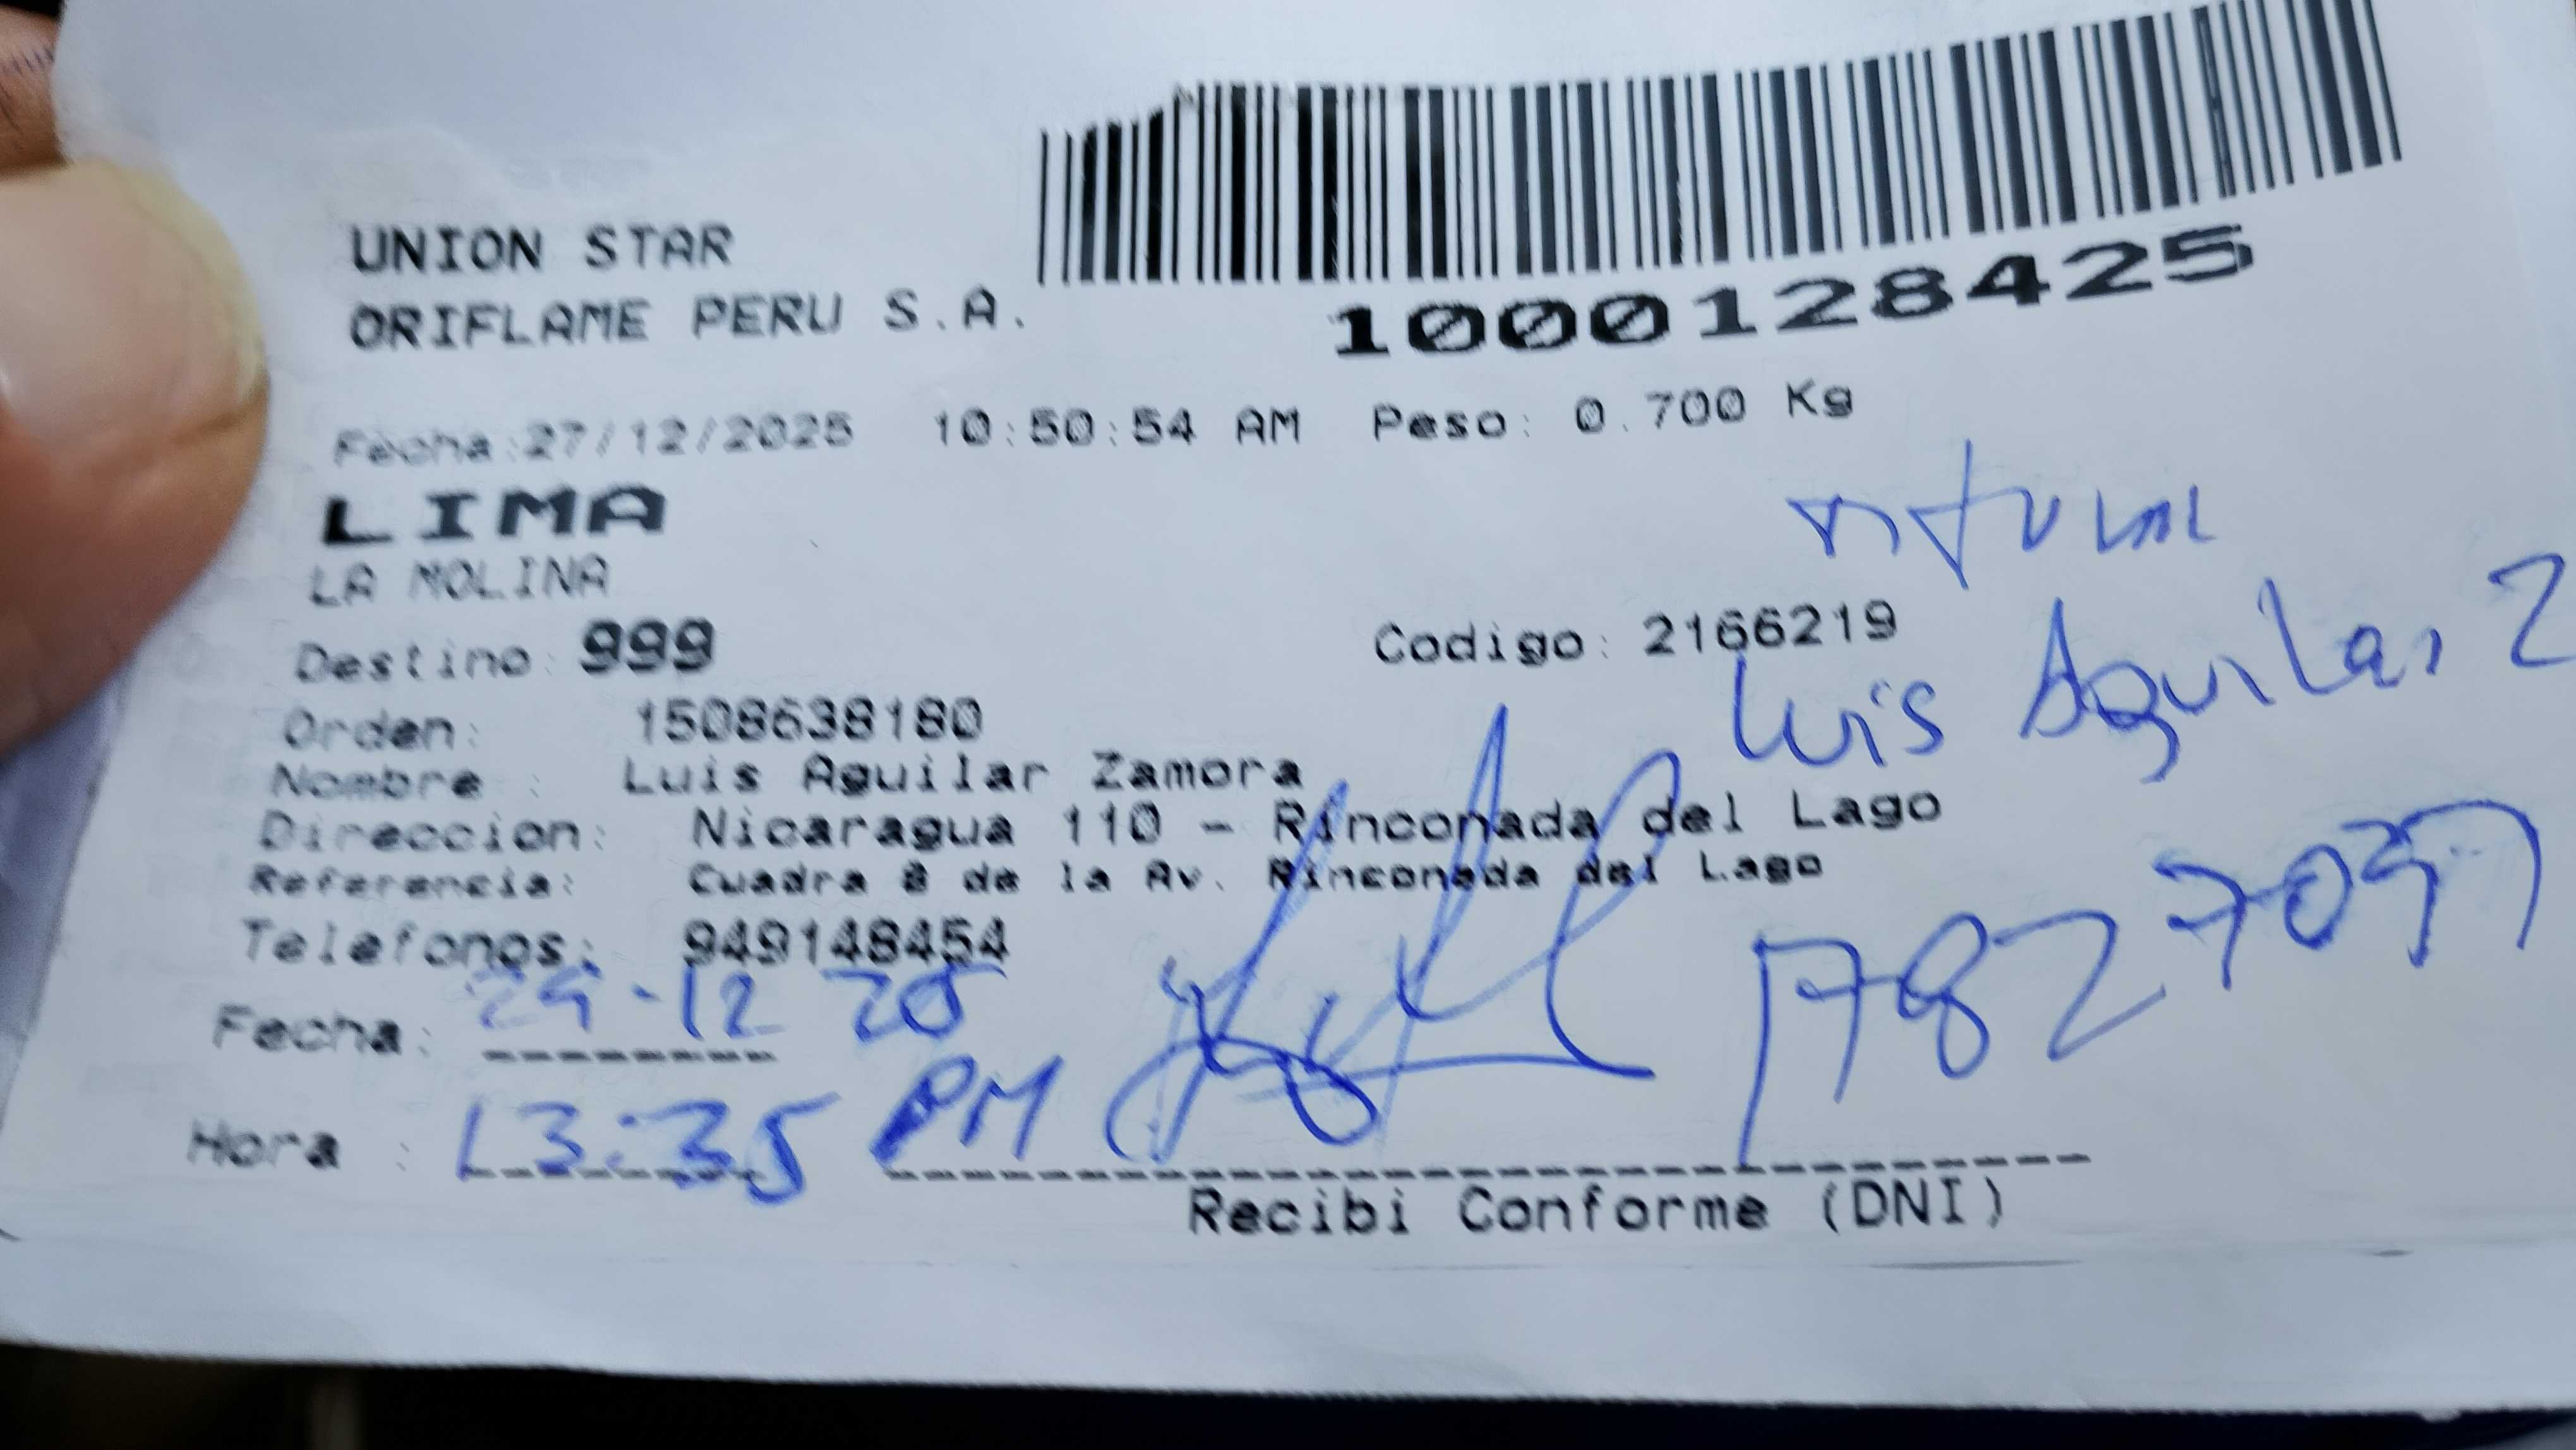 UNION STAR
ORIFLAME PERU S.A.
1000128425
Fecha:27/12/2025 10:50:54 AM Peso: 0.700 Kg
LIMA
LA MOLINA
Destino: 999 Codigo: 2166219
Luis Aguilar Z
Orden: 1508638180
Nombre : Luis Aguilar Zamora
Direccion: Nicaragua 110 - Rinconada del Lago
Referencia: Cuadra 8 de la Av. Rinconada del Lago
Telefonos: 949148454
Fecha: 29-12 25
Hora : 13:35 PM
Recibi Conforme (DNI)